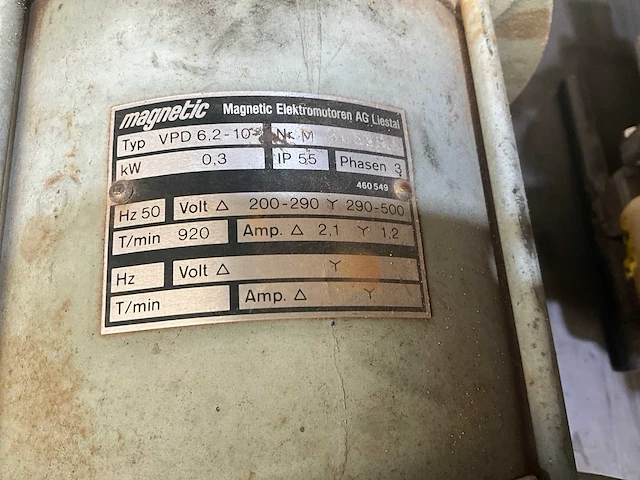 magnetic Magnetic Elektromotoren AG Liestal
Typ VPD 6,2-10 Nr. M
kW 0,3 IP 55 Phasen 3
460 549
Hz 50 Volt △ 200-290 Y 290-500
T/min 920 Amp. △ 2,1 Y 1,2
Hz Volt △ Y
T/min Amp. △ Y